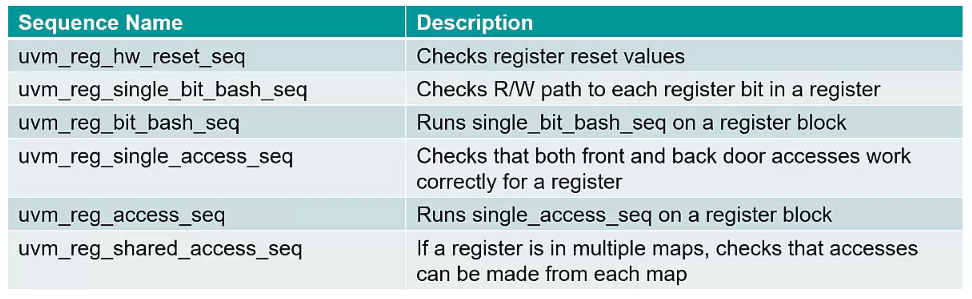 Sequence Name Description
uvm_reg_hw_reset_seq Checks register reset values
uvm_reg_single_bit_bash_seq Checks R/W path to each register bit in a register
uvm_reg_bit_bash_seq Runs single_bit_bash_seq on a register block
uvm_reg_single_access_seq Checks that both front and back door accesses work
correctly for a register
uvm_reg_access_seq Runs single_access_seq on a register block
uvm_reg_shared_access_seq If a register is in multiple maps, checks that accesses
can be made from each map